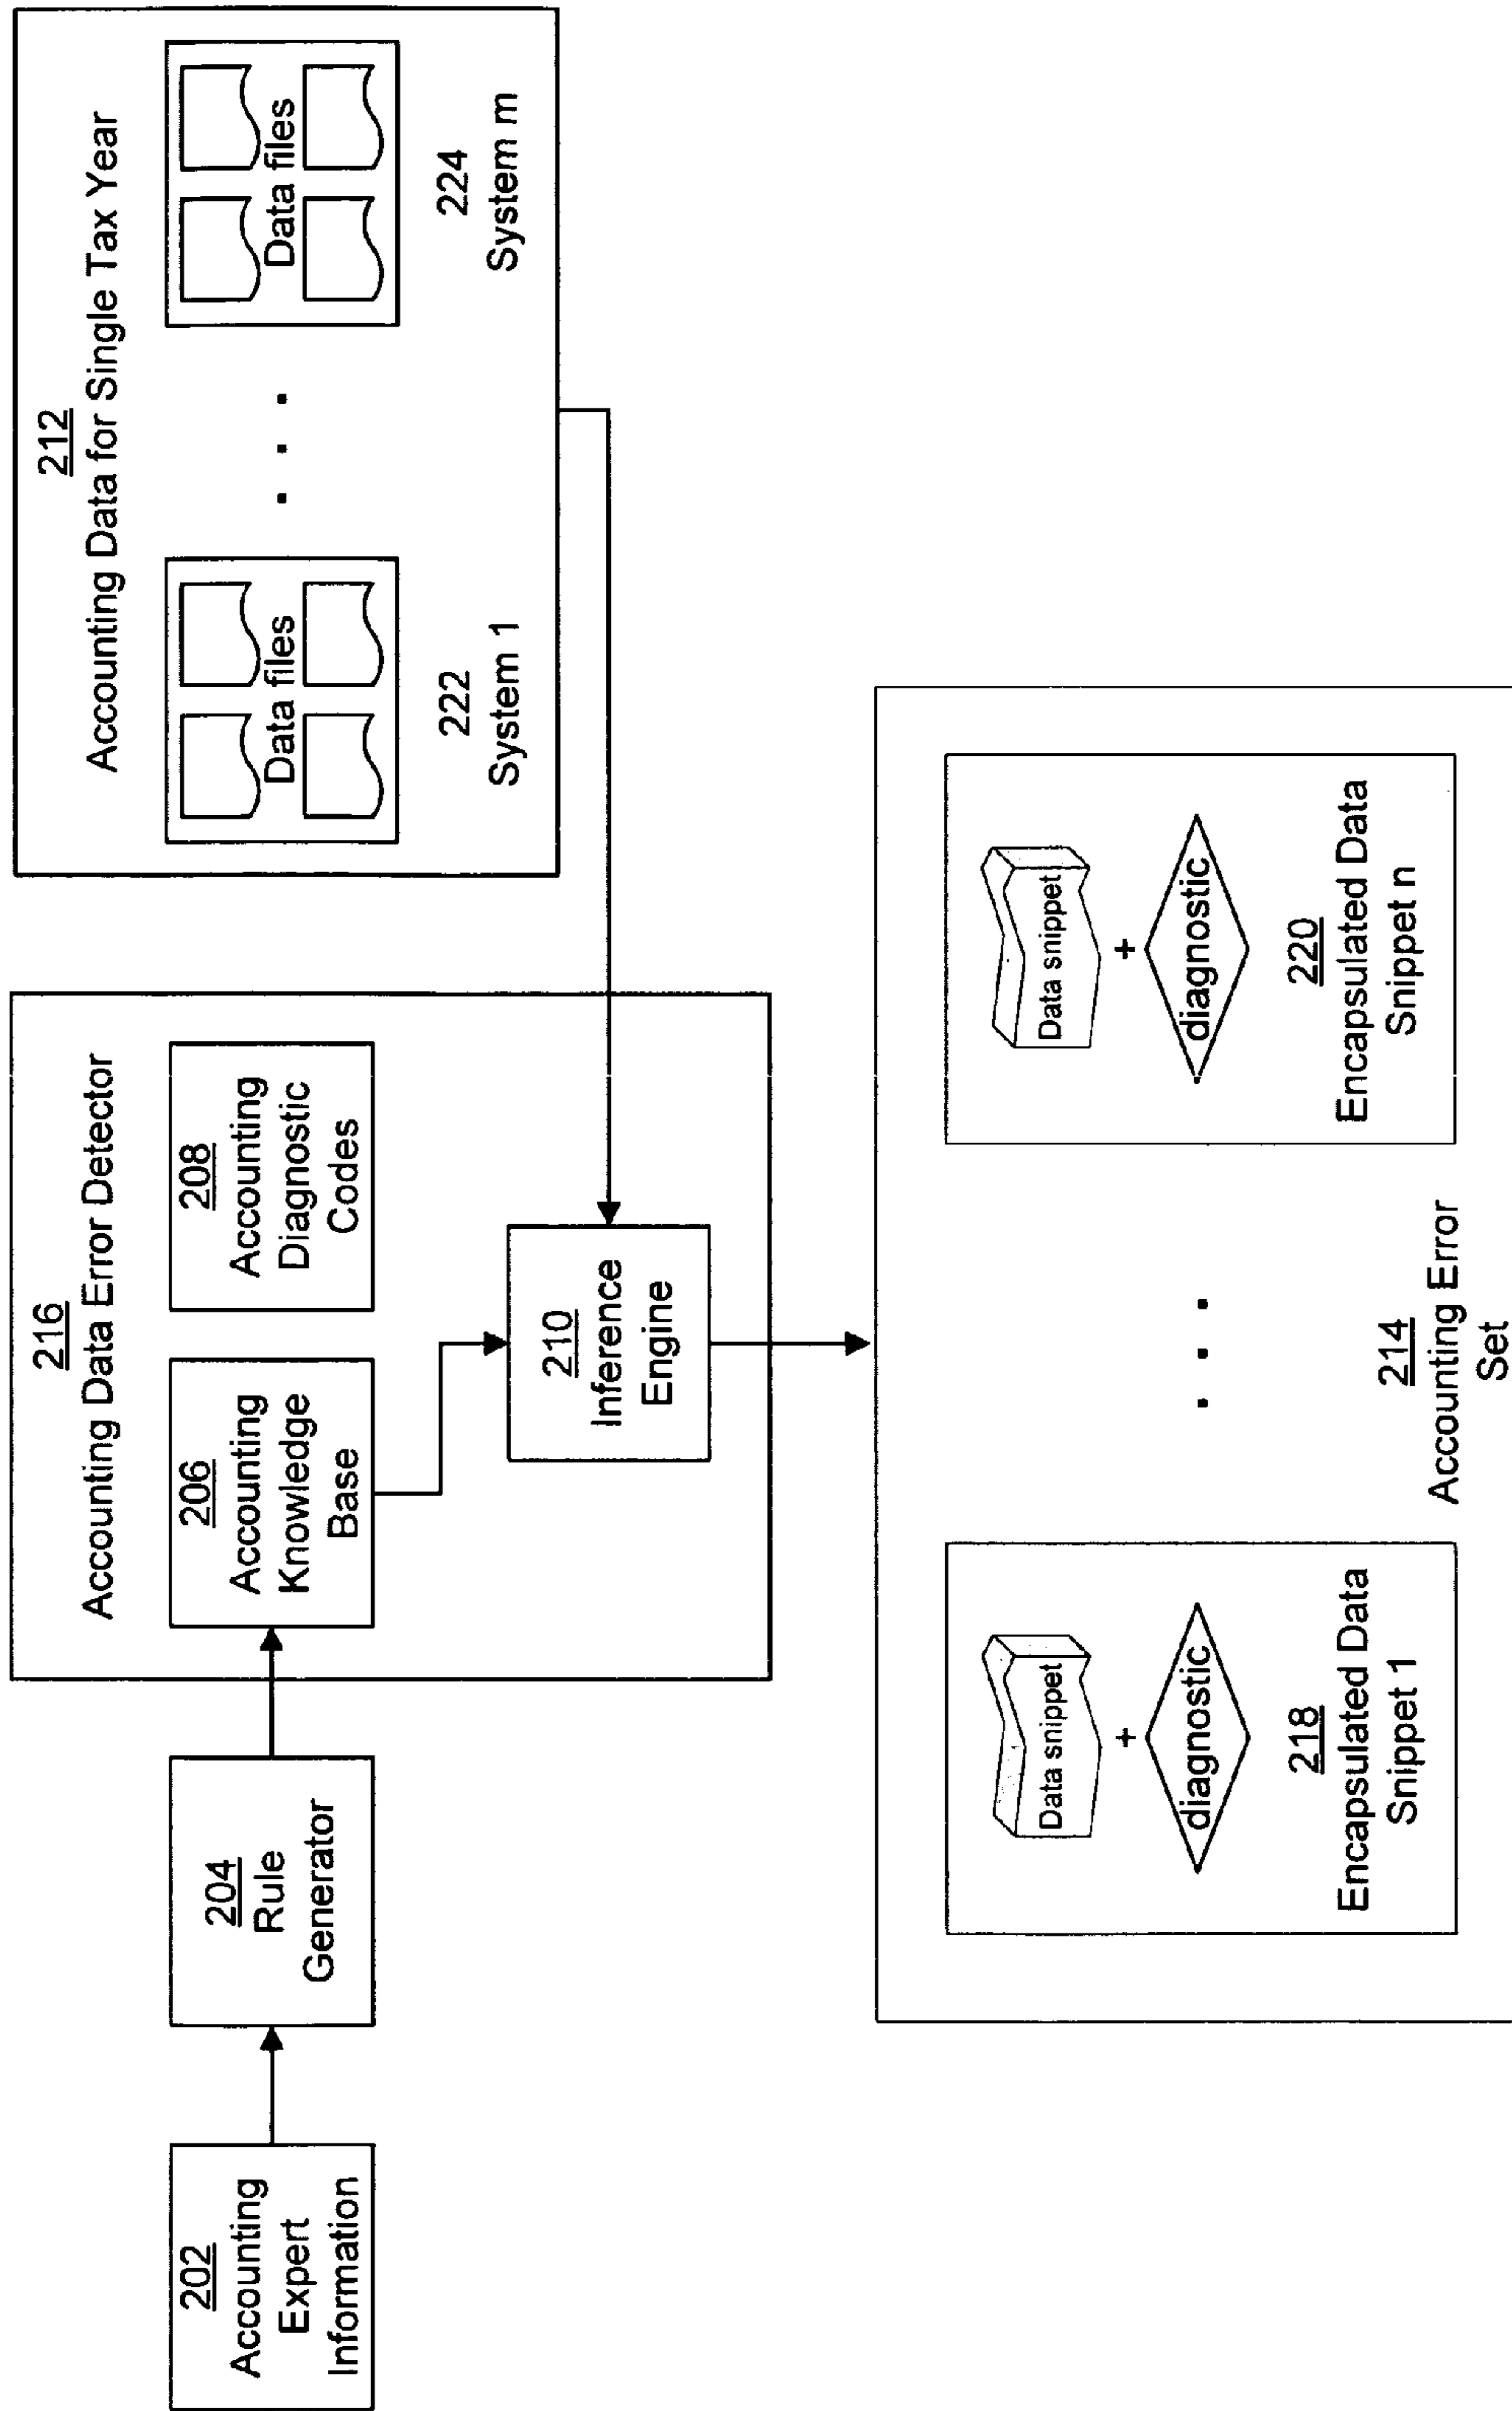 202
Accounting
Expert
Information
204
Rule
Generator
216
Accounting Data Error Detector
206
Accounting
Knowledge
Base
208
Accounting
Diagnostic
Codes
210
Inference
Engine
212
Accounting Data for Single Tax Year
Data files
222
System 1
. . .
Data files
224
System m
Data snippet
+
diagnostic
218
Encapsulated Data
Snippet 1
. . .
Data snippet
+
diagnostic
220
Encapsulated Data
Snippet n
214
Accounting Error
Set